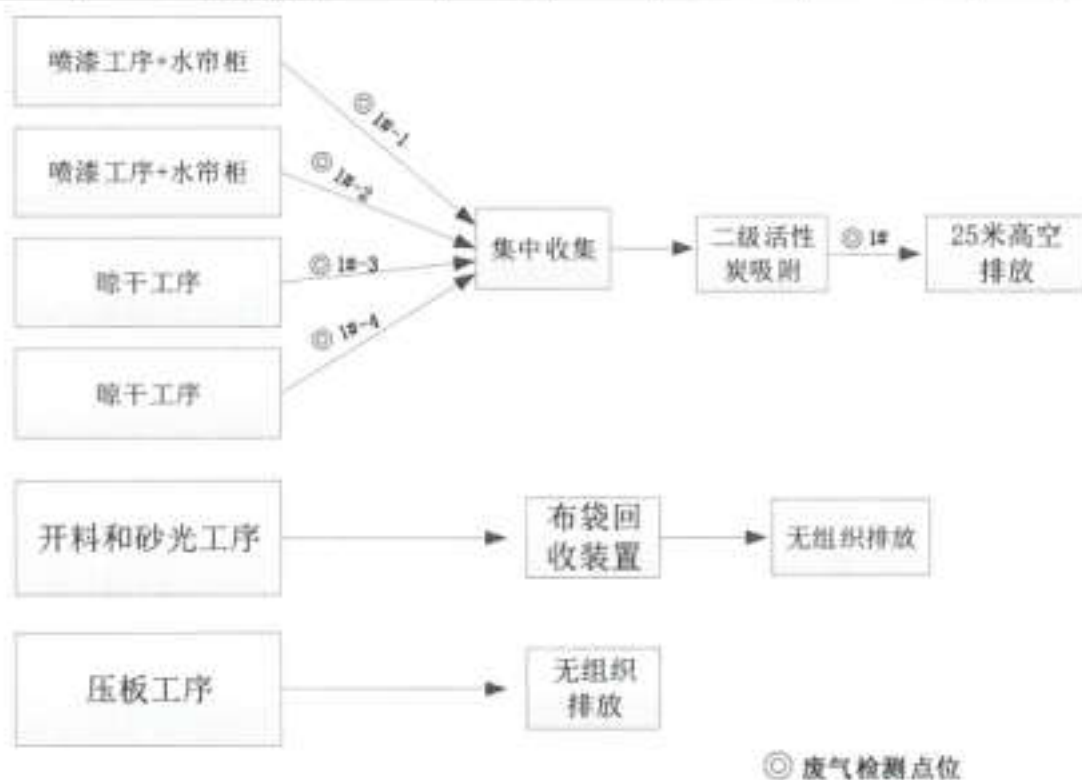 喷漆工序+水帘柜
◎ 1#-1
喷漆工序+水帘柜
◎ 1#-2
晾干工序
◎ 1#-3
晾干工序
◎ 1#-4
集中收集
二级活性
炭吸附
◎ 1#
25米高空
排放
开料和砂光工序
布袋回
收装置
无组织排放
压板工序
无组织
排放
◎ 废气检测点位